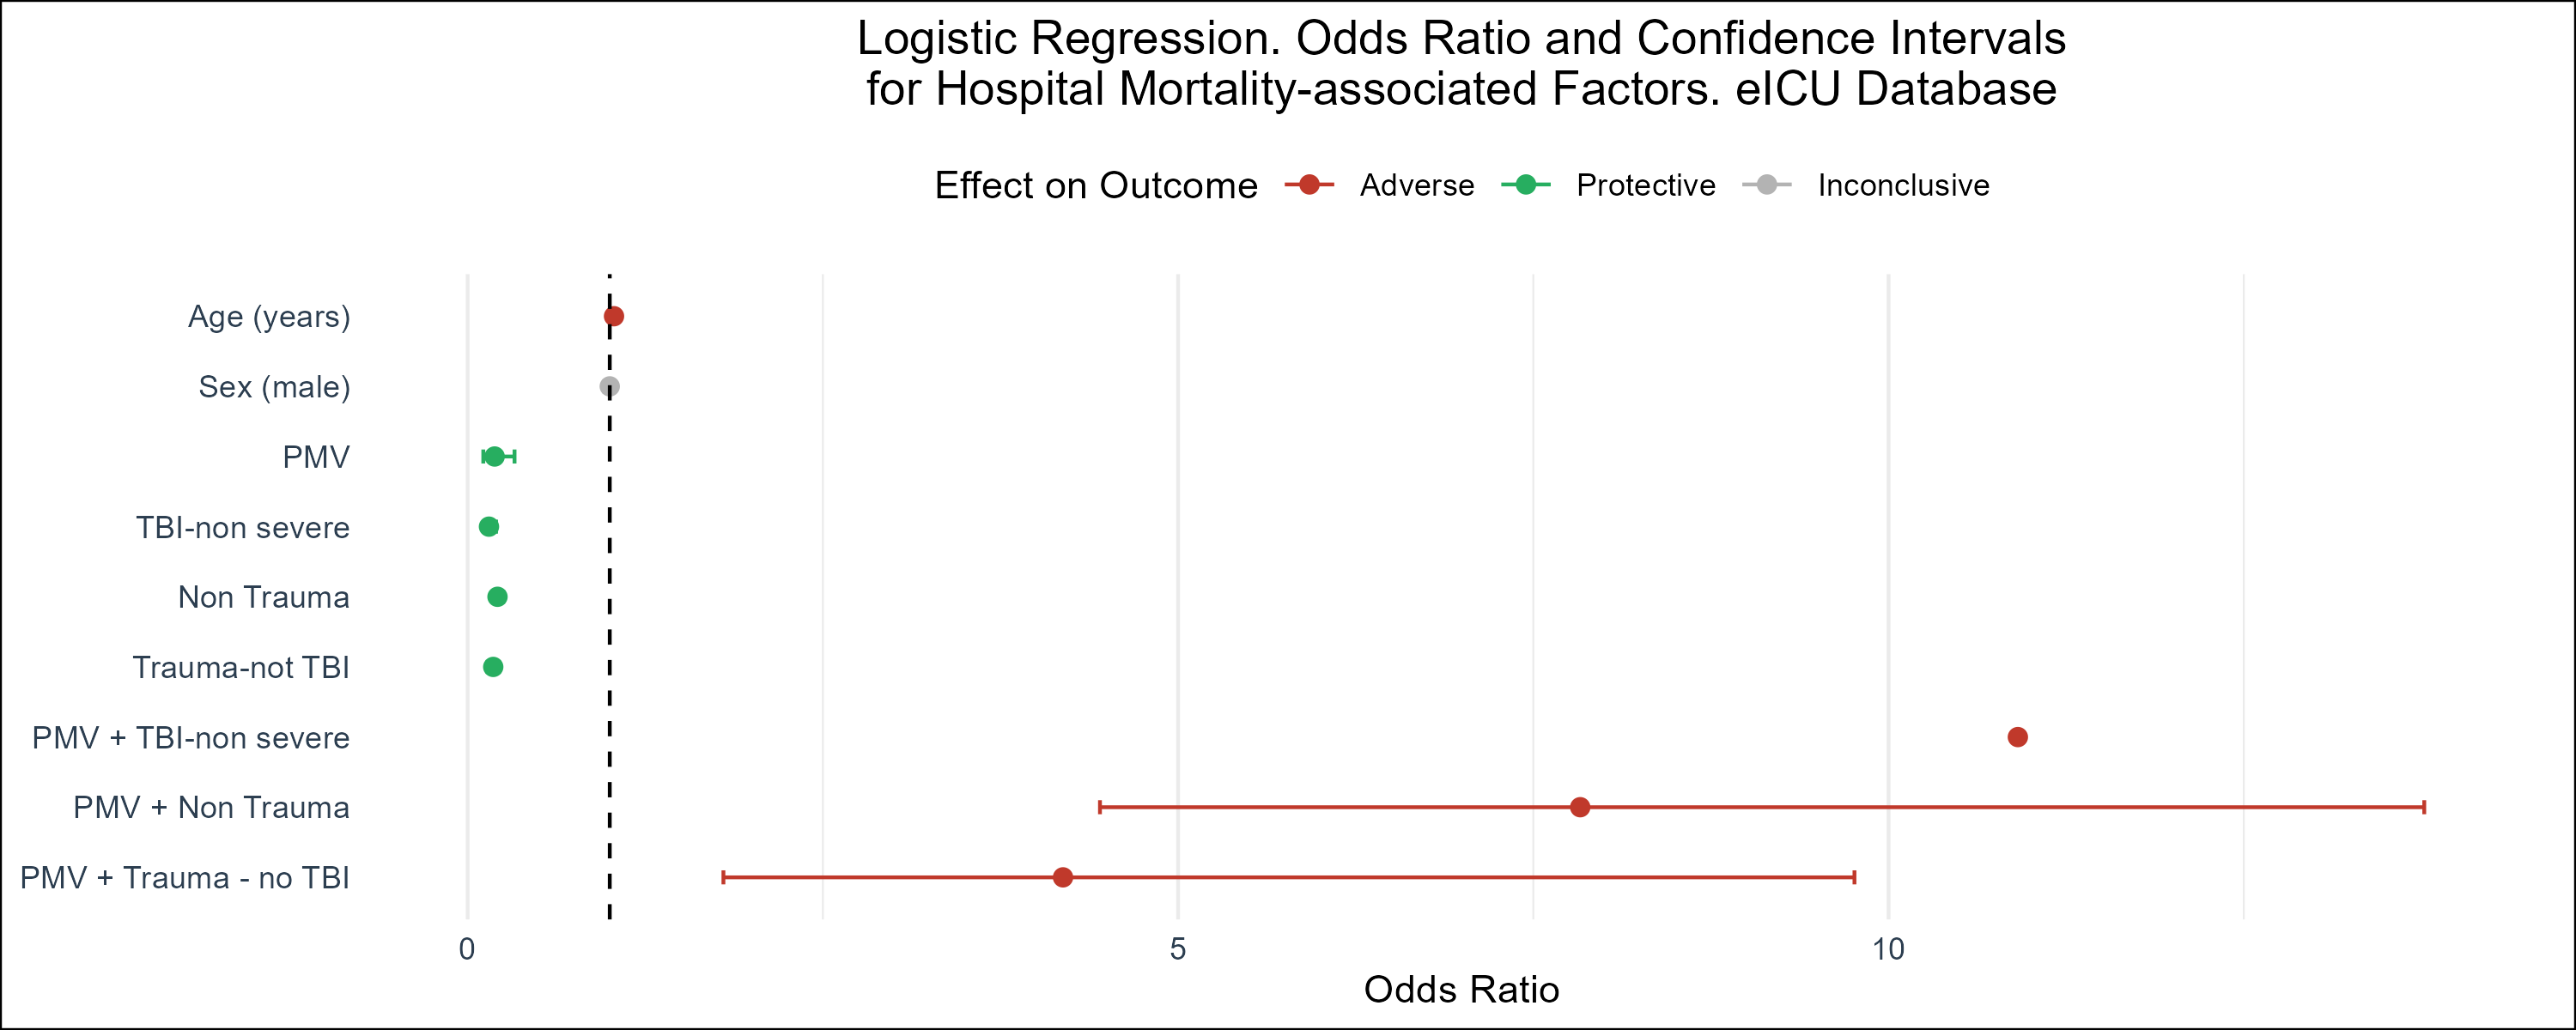 Logistic Regression. Odds Ratio and Confidence Intervals
for Hospital Mortality-associated Factors. eICU Database
Effect on Outcome Adverse Protective Inconclusive
Age (years)
Sex (male)
PMV
TBI-non severe
Non Trauma
Trauma-not TBI
PMV + TBI-non severe
PMV + Non Trauma
PMV + Trauma - no TBI
0 5 10
Odds Ratio